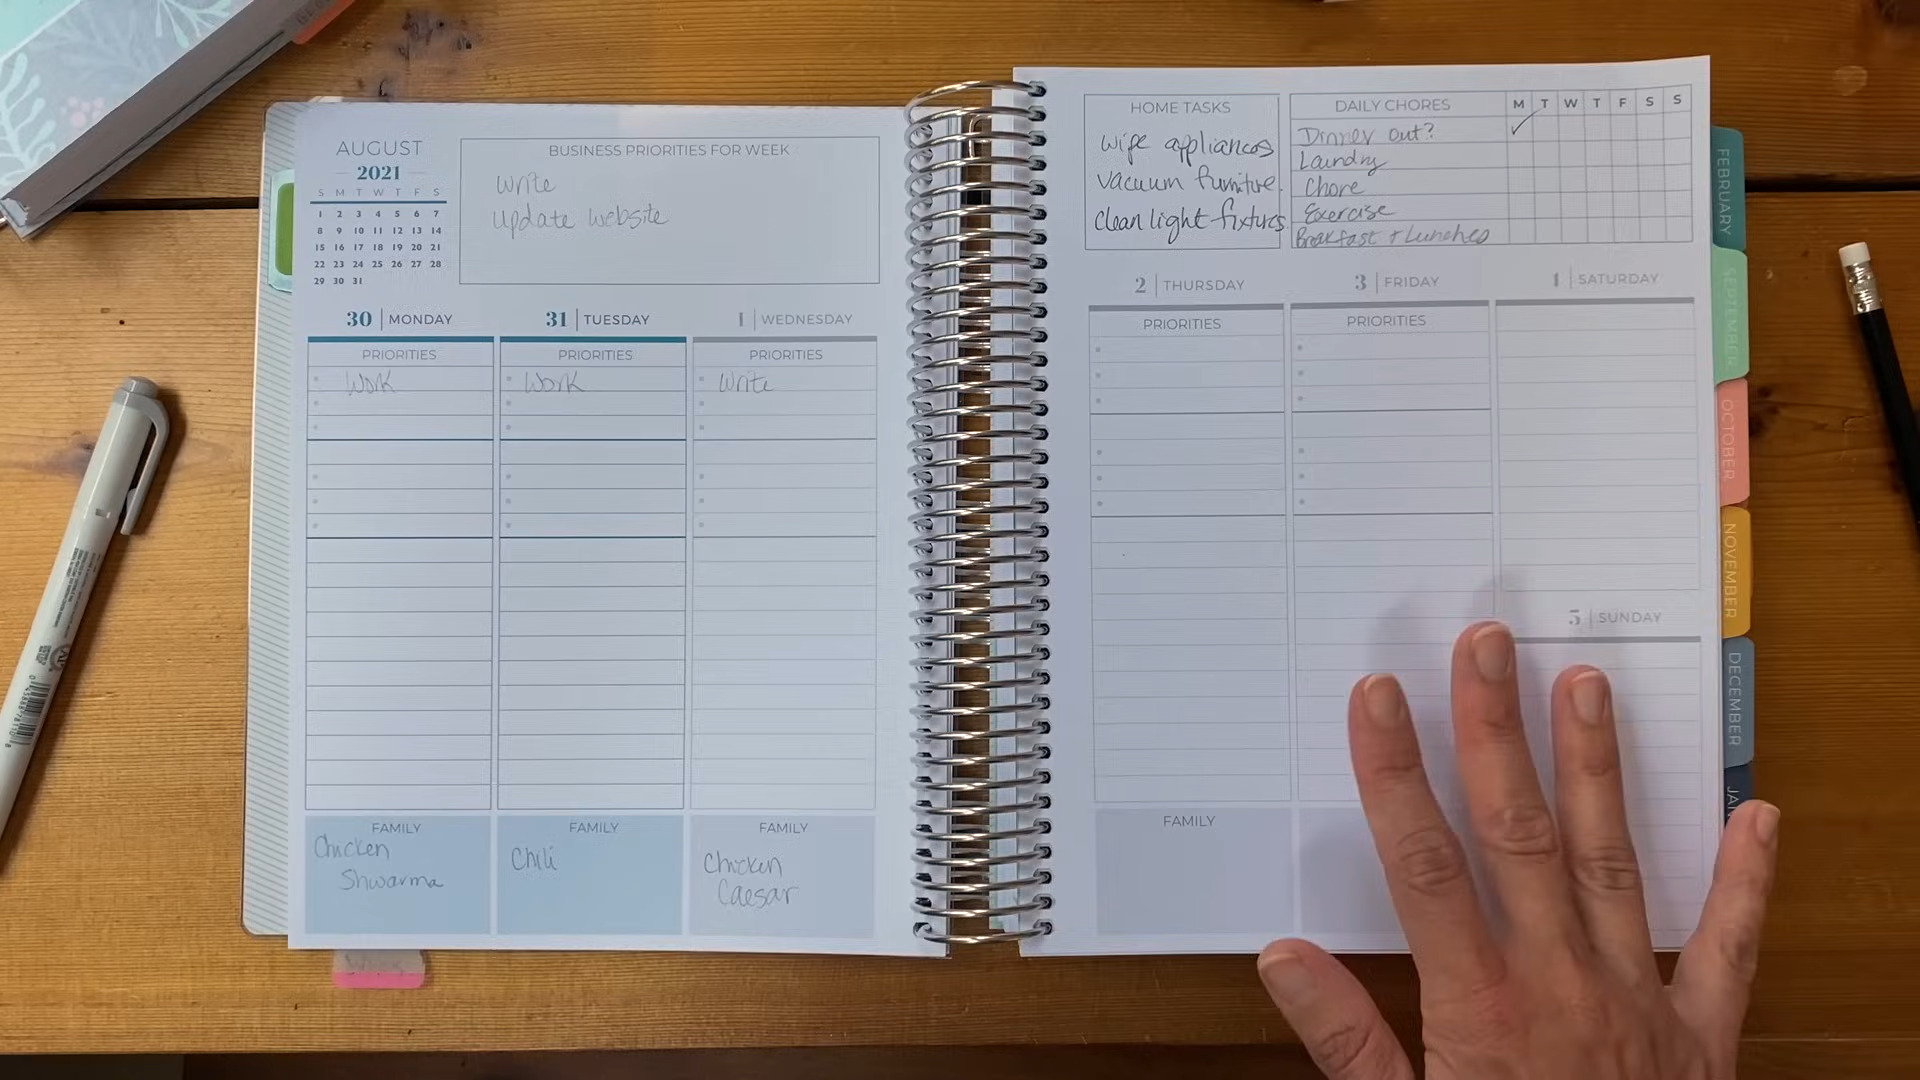 AUGUST
2021
S M T W T F S
1 2 3 4 5 6 7
8 9 10 11 12 13 14
15 16 17 18 19 20 21
22 23 24 25 26 27 28
29 30 31
BUSINESS PRIORITIES FOR WEEK
Write
Update website
30 | MONDAY
31 | TUESDAY
1 | WEDNESDAY
PRIORITIES
PRIORITIES
PRIORITIES
Work
Work
Write
FAMILY
FAMILY
FAMILY
Chicken
Shwarma
Chili
Chicken
Caesar
HOME TASKS
wipe appliances
vacuum furniture
clean light fixtures
DAILY CHORES
M T W T F S S
Dinner out?
Laundry
Chore
Exercise
Breakfast + Lunches
2 | THURSDAY
3 | FRIDAY
1 | SATURDAY
PRIORITIES
PRIORITIES
5 | SUNDAY
FAMILY
FEBRUARY
SEPTEMBER
OCTOBER
NOVEMBER
DECEMBER
JAN